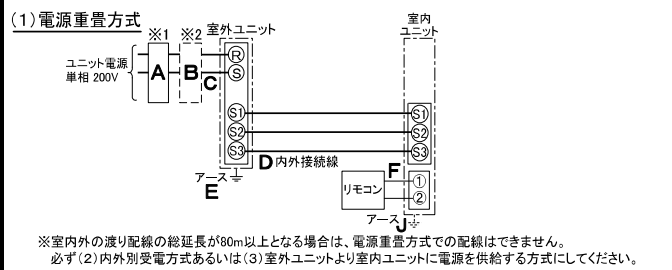 (1)電源重畳方式
※1 ※2 室外ユニット
室内
ユニット
ユニット電源
単相 200V
A B C
R
S
S1 S1
S2 S2
S3 S3
D 内外接続線
アース
E
F
リモコン
①
②
アース J
※室内外の渡り配線の総延長が80m以上となる場合は、電源重畳方式での配線はできません。
必ず(2)内外別受電方式あるいは(3)室外ユニットより室内ユニットに電源を供給する方式にしてください。